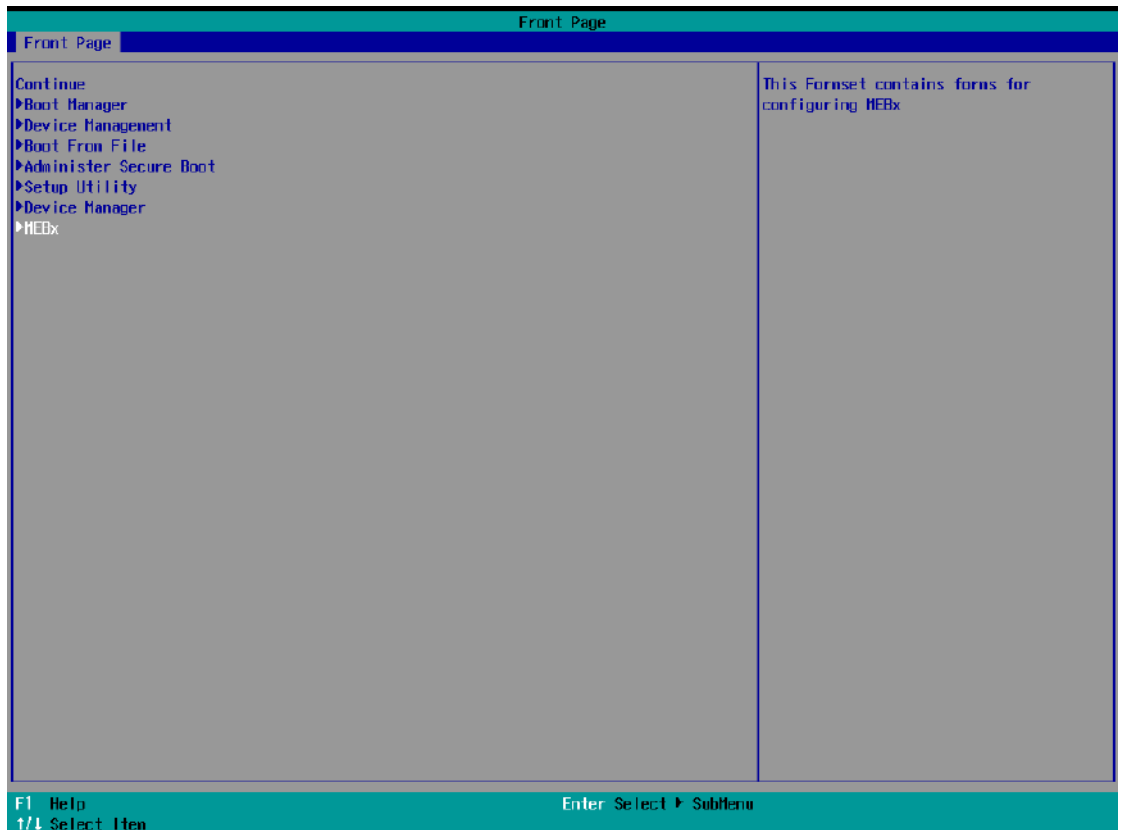 Front Page
Front Page
Continue
Boot Manager
Device Management
Boot From File
Administer Secure Boot
Setup Utility
Device Manager
MEBx
This Formset contains forms for
configuring MEBx
F1 Help
Enter Select ▶ SubMenu
↑/↓ Select Item